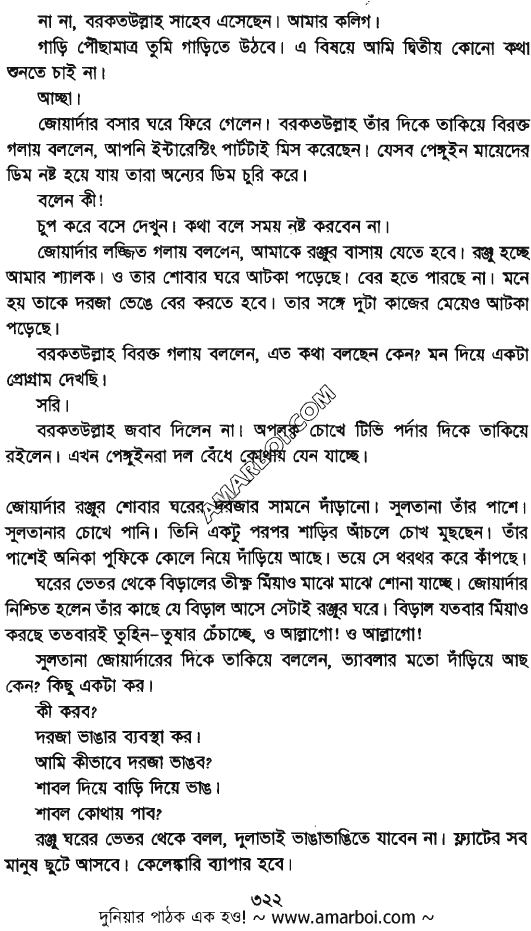 না না, বরকতউল্লাহ সাহেব এসেছেন। আমার কলিগ।
গাড়ি পৌঁছামাত্র তুমি গাড়িতে উঠবে। এ বিষয়ে আমি দ্বিতীয় কোনো কথা
শুনতে চাই না।
আচ্ছা।
জোয়ার্দার বসার ঘরে ফিরে গেলেন। বরকতউল্লাহ তাঁর দিকে তাকিয়ে বিরক্ত
গলায় বললেন, আপনি ইন্টারেস্টিং পার্টটাই মিস করেছেন। যেসব পেঙ্গুইন মায়েদের
ডিম নষ্ট হয়ে যায় তারা অন্যের ডিম চুরি করে।
বলেন কী!
চুপ করে বসে দেখুন। কথা বলে সময় নষ্ট করবেন না।
জোয়ার্দার লজ্জিত গলায় বললেন, আমাকে রঞ্জুর বাসায় যেতে হবে। রঞ্জু হচ্ছে
আমার শ্যালক। ও তার শোবার ঘরে আটকা পড়েছে। বের হতে পারছে না। মনে
হয় তাকে দরজা ভেঙে বের করতে হবে। তার সঙ্গে দুটা কাজের মেয়েও আটকা
পড়েছে।
বরকতউল্লাহ বিরক্ত গলায় বললেন, এত কথা বলছেন কেন? মন দিয়ে একটা
প্রোগ্রাম দেখছি।
সরি।
বরকতউল্লাহ জবাব দিলেন না। অপলক চোখে টিভি পর্দার দিকে তাকিয়ে
রইলেন। এখন পেঙ্গুইনরা দল বেঁধে কোথায় যেন যাচ্ছে।
AMARBOI.COM
জোয়ার্দার রঞ্জুর শোবার ঘরের দরজার সামনে দাঁড়ানো। সুলতানা তাঁর পাশে।
সুলতানার চোখে পানি। তিনি একটু পরপর শাড়ির আঁচলে চোখ মুছছেন। তাঁর
পাশেই অনিকা পুফিকে কোলে নিয়ে দাঁড়িয়ে আছে। ভয়ে সে থরথর করে কাঁপছে।
ঘরের ভেতর থেকে বিড়ালের তীক্ষ্ণ মিঁয়াও মাঝে মাঝে শোনা যাচ্ছে। জোয়ার্দার
নিশ্চিত হলেন তাঁর কাছে যে বিড়াল আসে সেটাই রঞ্জুর ঘরে। বিড়াল যতবার মিঁয়াও
করছে ততবারই তুহিন-তুষার চেঁচাচ্ছে, ও আল্লাগো! ও আল্লাগো!
সুলতানা জোয়ার্দারের দিকে তাকিয়ে বললেন, ভ্যাবলার মতো দাঁড়িয়ে আছ
কেন? কিছু একটা কর।
কী করব?
দরজা ভাঙার ব্যবস্থা কর।
আমি কীভাবে দরজা ভাঙব?
শাবল দিয়ে বাড়ি দিয়ে ভাঙ।
শাবল কোথায় পাব?
রঞ্জু ঘরের ভেতর থেকে বলল, দুলাভাই ভাঙাভাঙিতে যাবেন না। ফ্ল্যাটের সব
মানুষ ছুটে আসবে। কেলেঙ্কারি ব্যাপার হবে।
৩২২
দুনিয়ার পাঠক এক হও! ~ www.amarboi.com ~